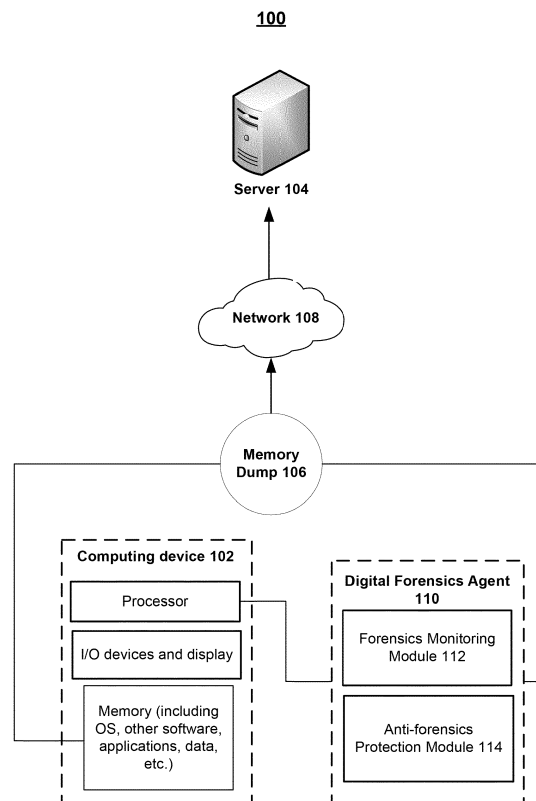 100
Server 104
Network 108
Memory
Dump 106
Computing device 102
Processor
I/O devices and display
Memory (including
OS, other software,
applications, data,
etc.)
Digital Forensics Agent
110
Forensics Monitoring
Module 112
Anti-forensics
Protection Module 114